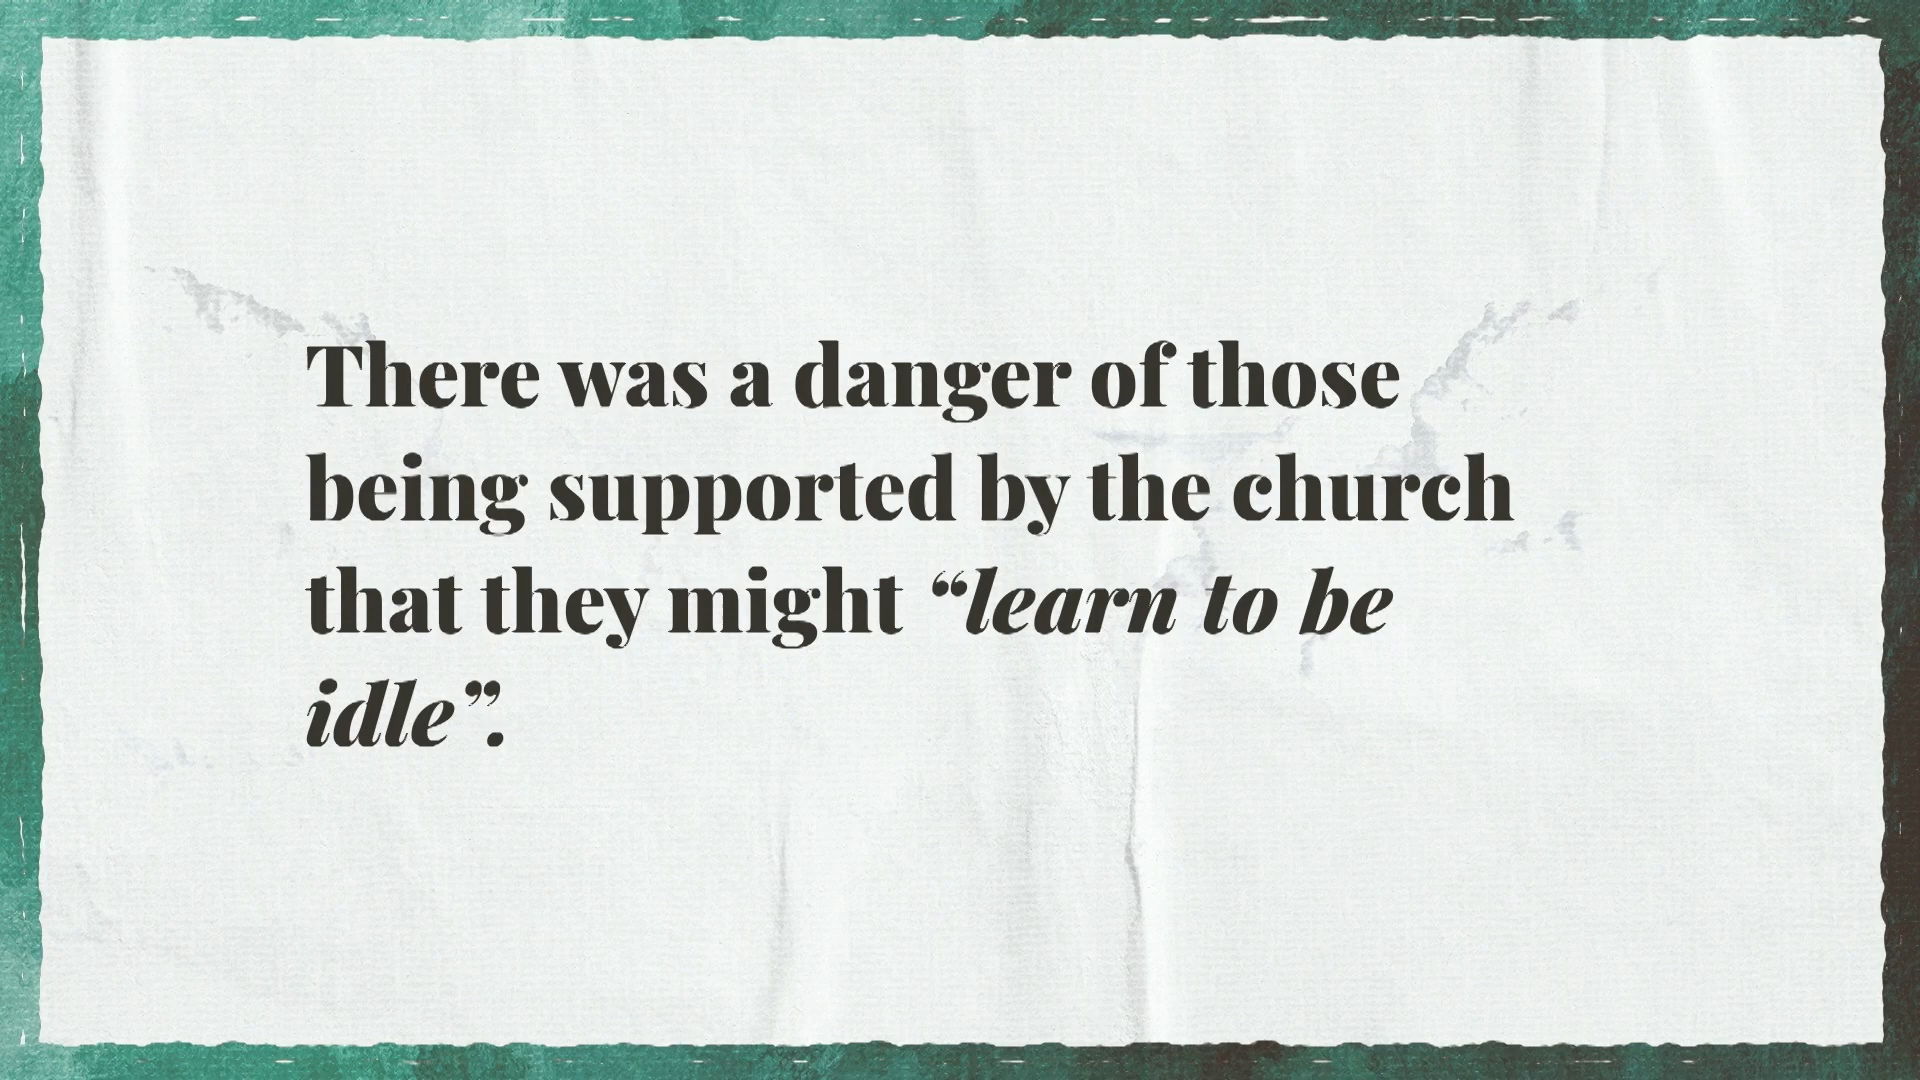 There was a danger of those
being supported by the church
that they might “learn to be
idle”.